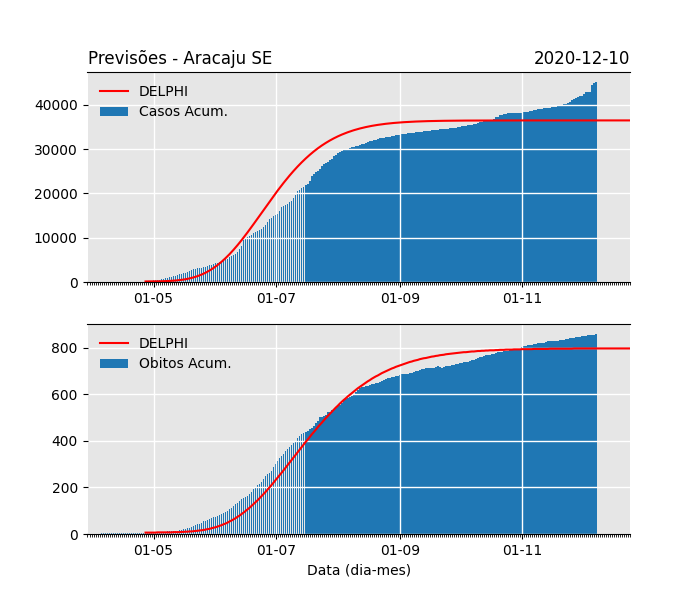 Previsões - Aracaju SE 2020-12-10
DELPHI
Casos Acum.
40000
30000
20000
10000
0
01-05 01-07 01-09 01-11
DELPHI
Obitos Acum.
800
600
400
200
0
01-05 01-07 01-09 01-11
Data (dia-mes)